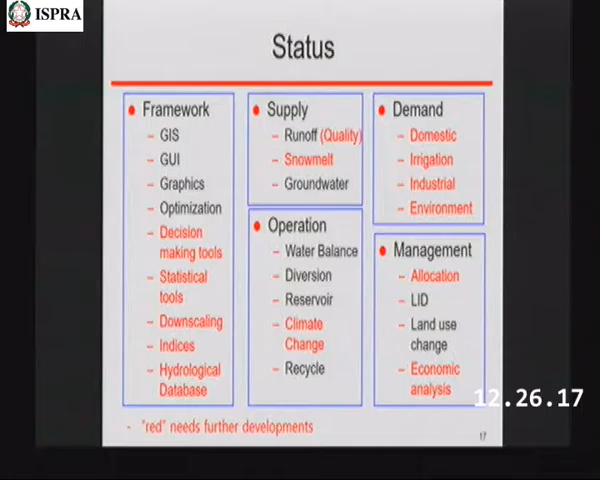 ISPRA
Status
Framework
– GIS
– GUI
– Graphics
– Optimization
– Decision
making tools
– Statistical
tools
– Downscaling
– Indices
– Hydrological
Database
Supply
– Runoff (Quality)
– Snowmelt
– Groundwater
Operation
– Water Balance
– Diversion
– Reservoir
– Climate
Change
– Recycle
Demand
– Domestic
– Irrigation
– Industrial
– Environment
Management
– Allocation
– LID
– Land use
change
– Economic
analysis
12.26.17
- "red" needs further developments
17